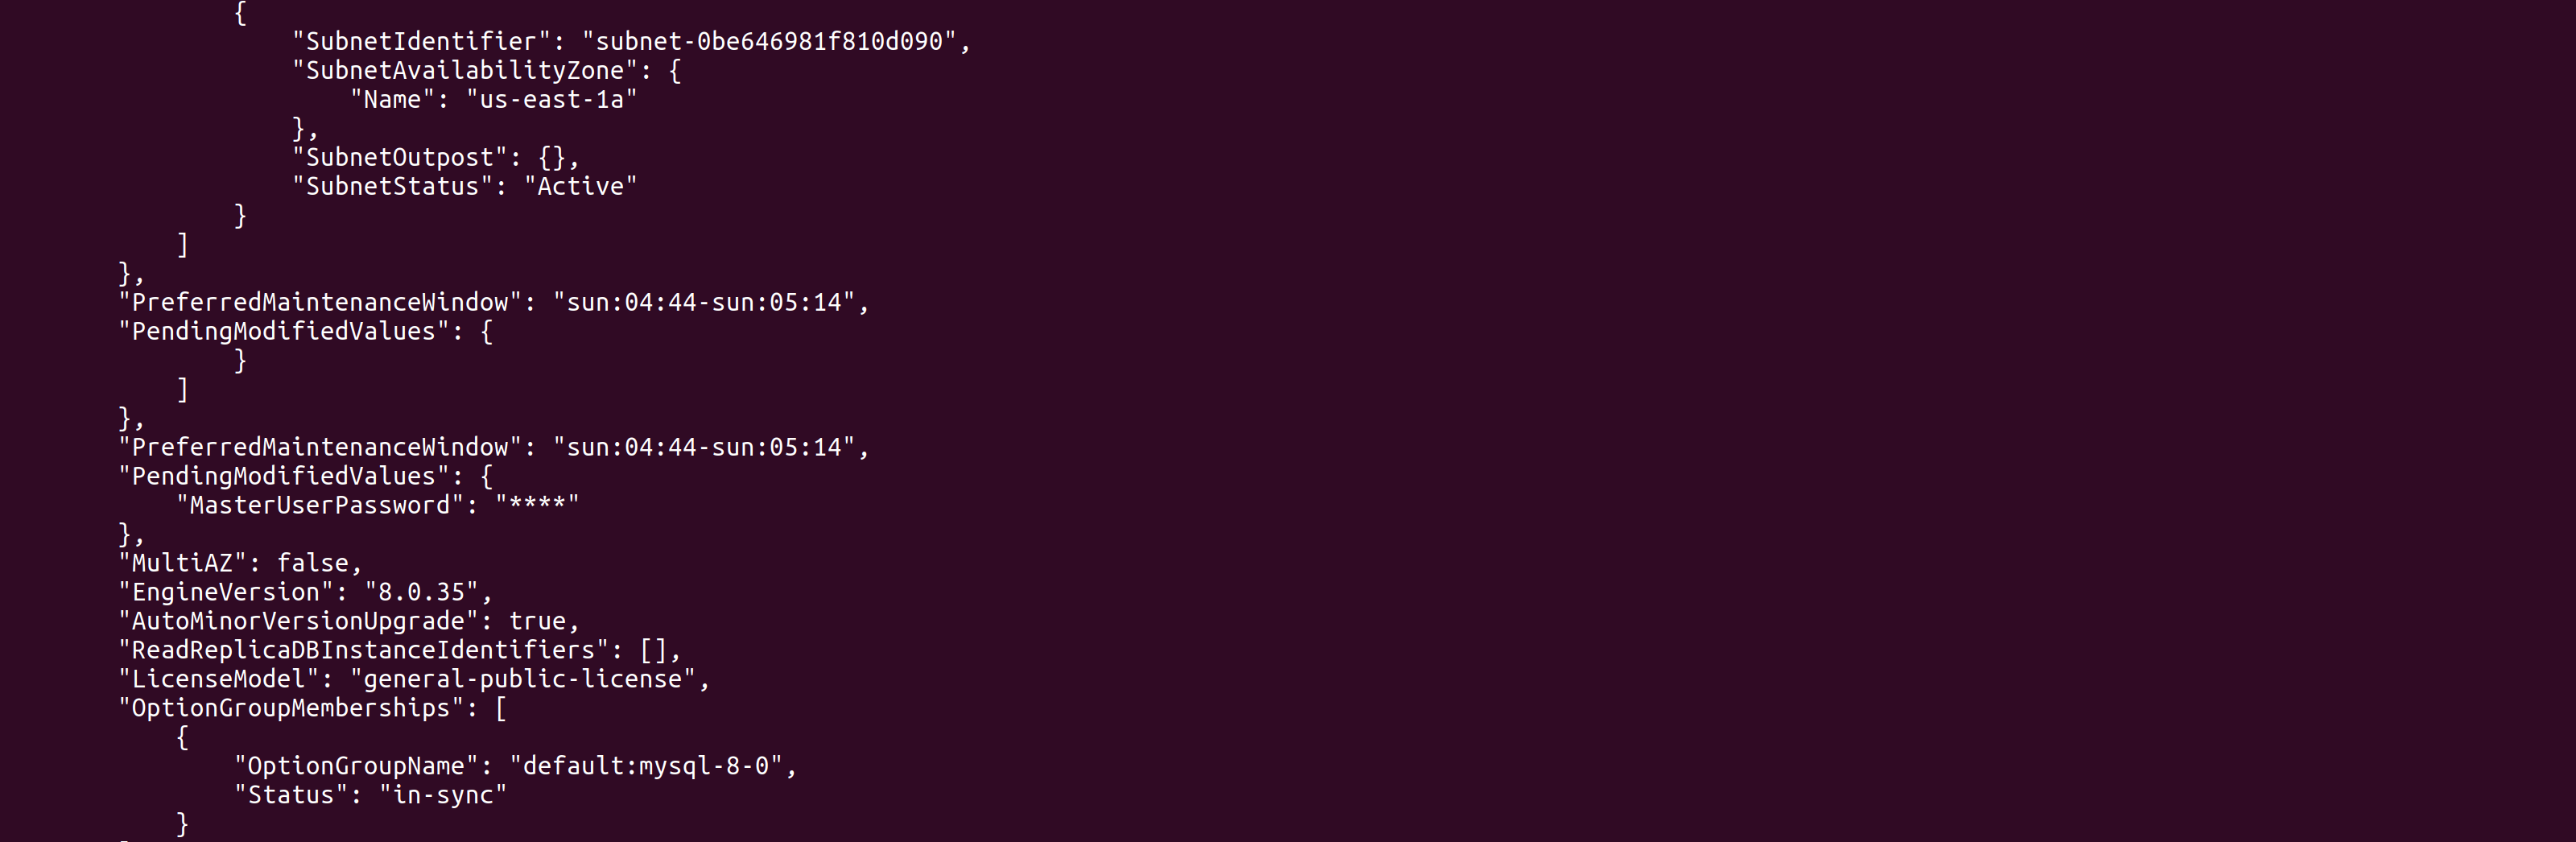 {
"SubnetIdentifier": "subnet-0be646981f810d090",
"SubnetAvailabilityZone": {
"Name": "us-east-1a"
},
"SubnetOutpost": {},
"SubnetStatus": "Active"
}
]
},
"PreferredMaintenanceWindow": "sun:04:44-sun:05:14",
"PendingModifiedValues": {
}
]
},
"PreferredMaintenanceWindow": "sun:04:44-sun:05:14",
"PendingModifiedValues": {
"MasterUserPassword": "****"
},
"MultiAZ": false,
"EngineVersion": "8.0.35",
"AutoMinorVersionUpgrade": true,
"ReadReplicaDBInstanceIdentifiers": [],
"LicenseModel": "general-public-license",
"OptionGroupMemberships": [
{
"OptionGroupName": "default:mysql-8-0",
"Status": "in-sync"
}